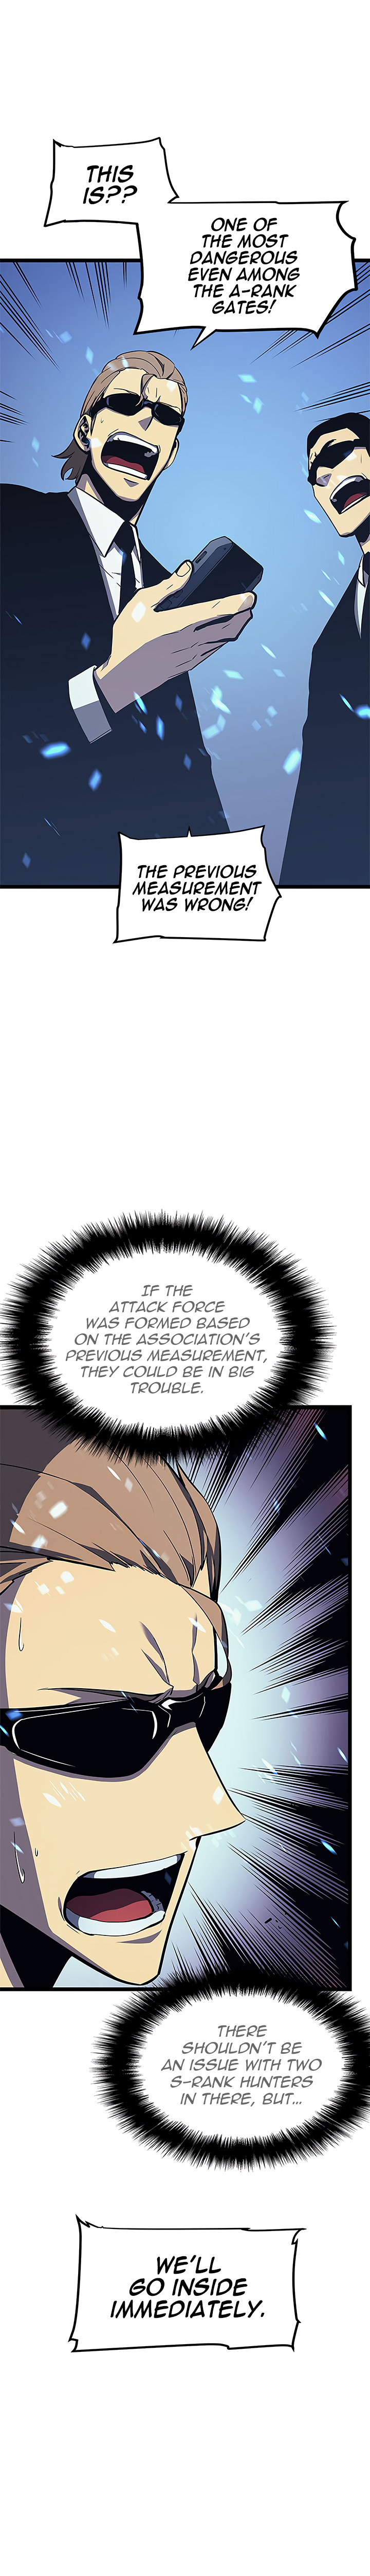 THIS
IS??
ONE OF
THE MOST
DANGEROUS
EVEN AMONG
THE A-RANK
GATES!
THE PREVIOUS
MEASUREMENT
WAS WRONG!
IF THE
ATTACK FORCE
WAS FORMED BASED
ON THE ASSOCIATION'S
PREVIOUS MEASUREMENT,
THEY COULD BE IN BIG
TROUBLE.
THERE
SHOULDN'T BE
AN ISSUE WITH TWO
S-RANK HUNTERS
IN THERE, BUT...
WE'LL
GO INSIDE
IMMEDIATELY.